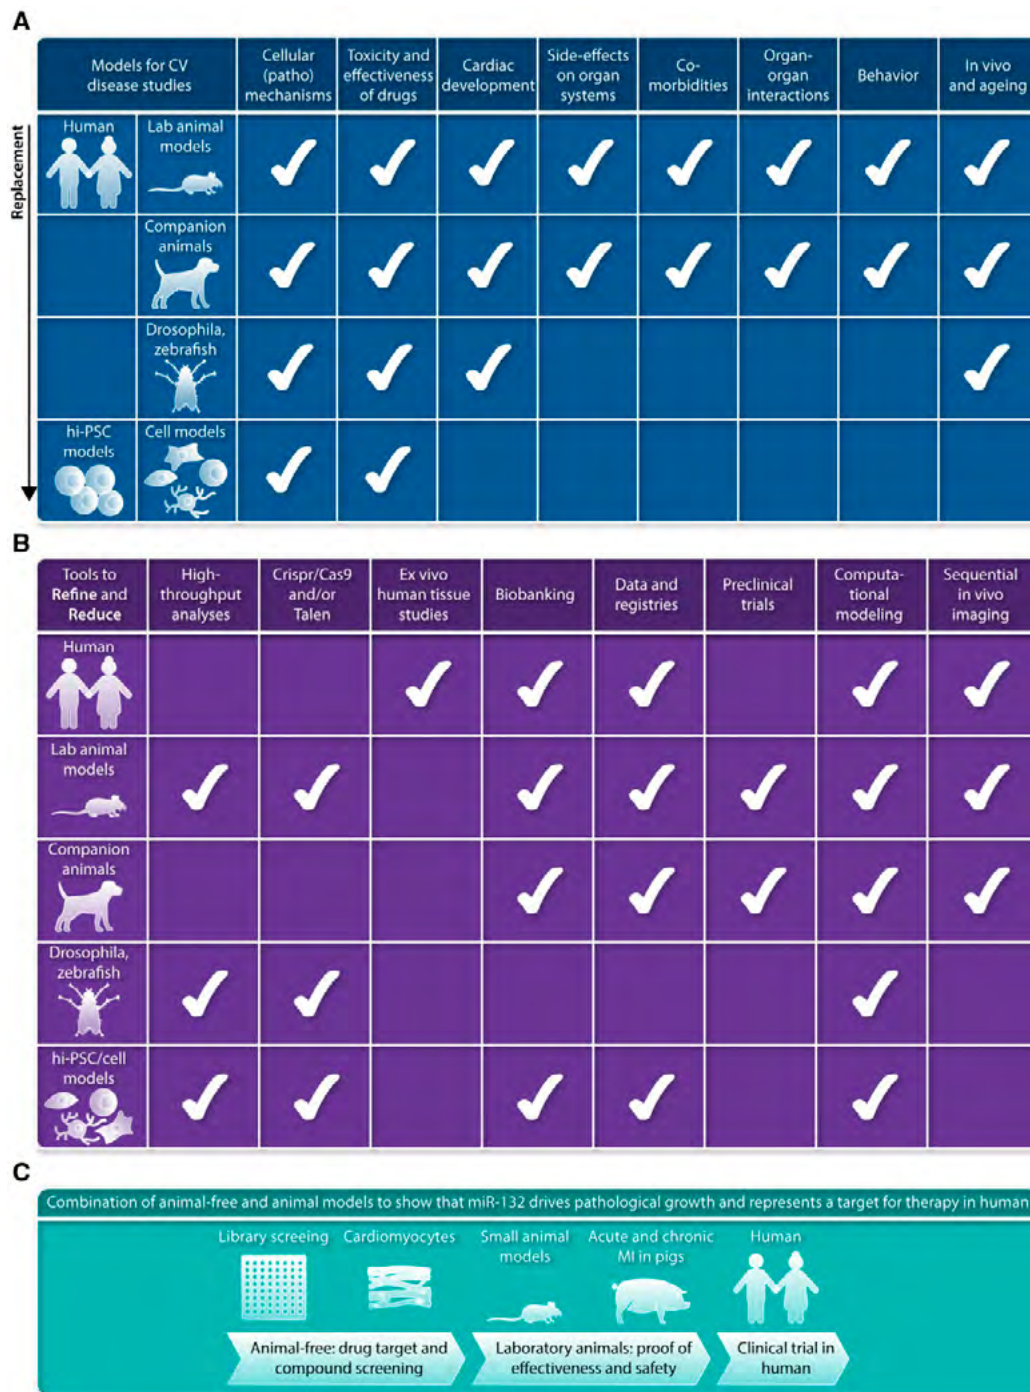 A
Models for CV
disease studies
Cellular
(patho)
mechanisms
Toxicity and
effectiveness
of drugs
Cardiac
development
Side-effects
on organ
systems
Co-
morbidities
Organ-
organ
interactions
Behavior
In vivo
and ageing
Replacement
Human
Lab animal
models
Companion
animals
Drosophila,
zebrafish
hi-PSC
models
Cell models
B
Tools to
Refine and
Reduce
High-
throughput
analyses
Crispr/Cas9
and/or
Talen
Ex vivo
human tissue
studies
Biobanking
Data and
registries
Preclinical
trials
Computa-
tional
modeling
Sequential
in vivo
imaging
Human
Lab animal
models
Companion
animals
Drosophila,
zebrafish
hi-PSC/cell
models
C
Combination of animal-free and animal models to show that miR-132 drives pathological growth and represents a target for therapy in human
Library screeing
Cardiomyocytes
Small animal
models
Acute and chronic
MI in pigs
Human
Animal-free: drug target and
compound screening
Laboratory animals: proof
of effectiveness and safety
Clinical trial in
human